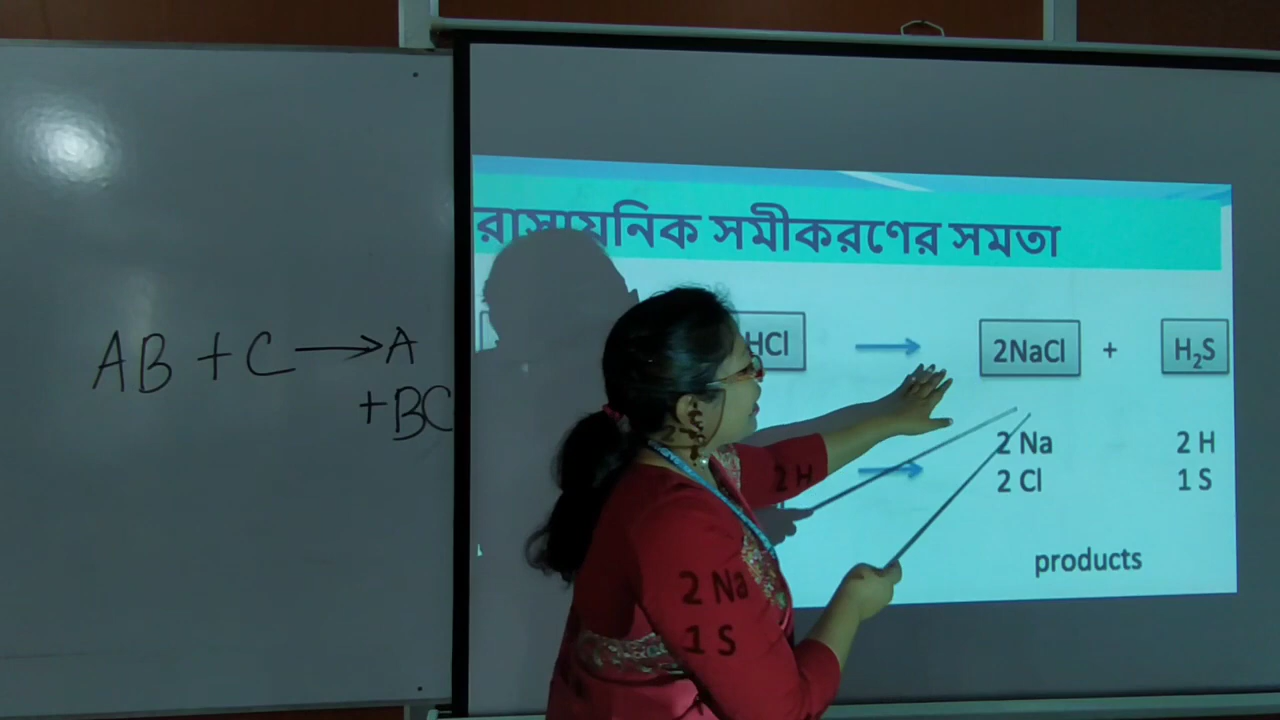 রাসায়নিক সমীকরণের সমতা
AB + C → A
+ BC
HCl → 2NaCl + H₂S
2 H → 2 Na 2 H
2 Cl 1 S
products
2 Na
1 S